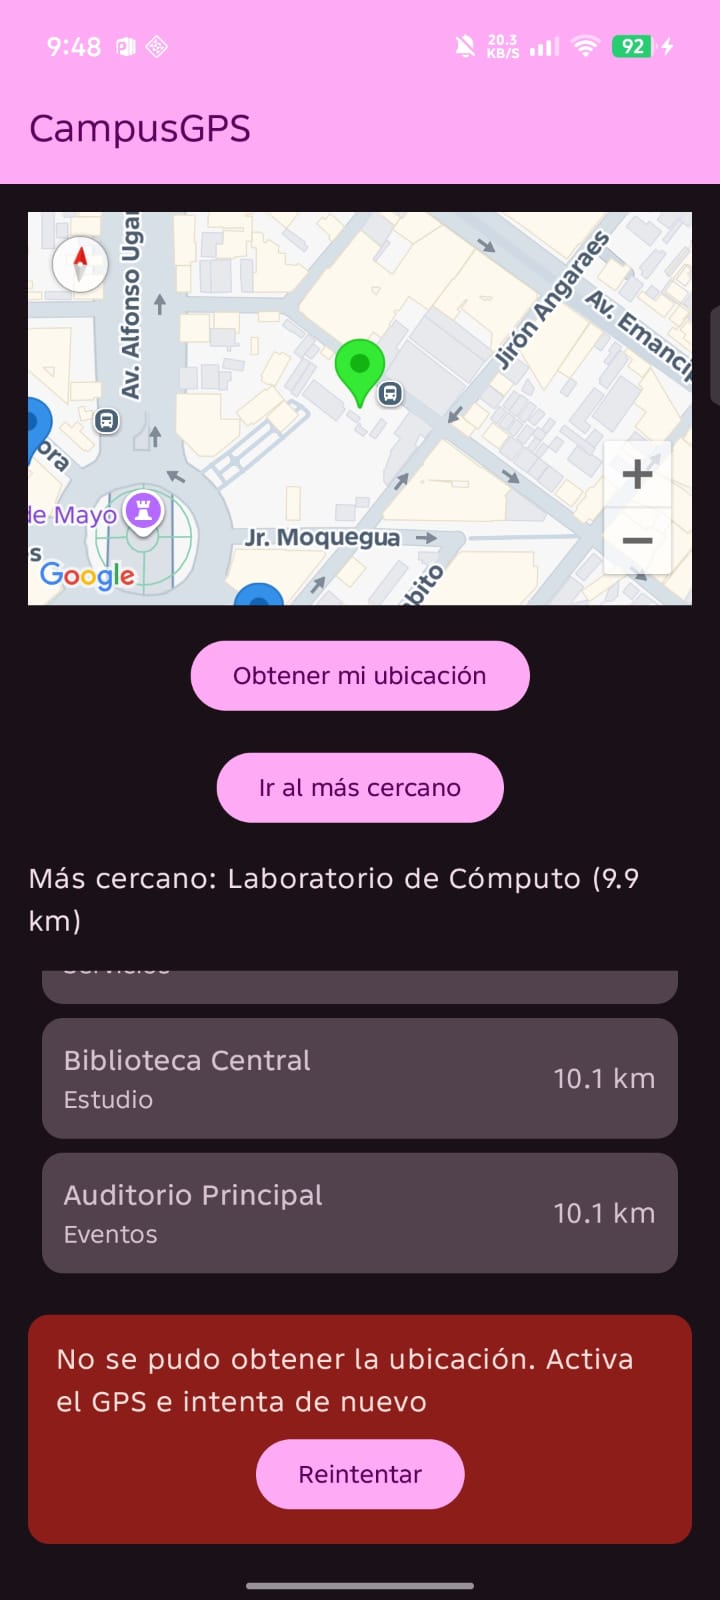 9:48
20.3
KB/S
92
CampusGPS
Av. Alfonso Ugar
Jirón Angaraes
Av. Emanci
ora
de Mayo
s
Google
Jr. Moquegua
bito
+
−
Obtener mi ubicación
Ir al más cercano
Más cercano: Laboratorio de Cómputo (9.9
km)
Servicios
Biblioteca Central
Estudio
10.1 km
Auditorio Principal
Eventos
10.1 km
No se pudo obtener la ubicación. Activa
el GPS e intenta de nuevo
Reintentar